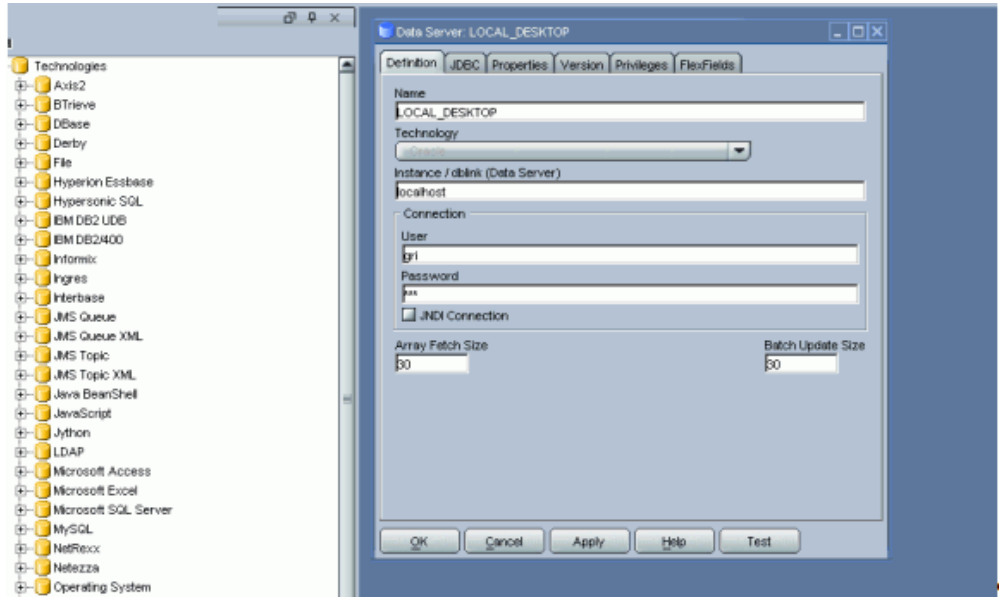 Technologies
Axis2
BTrieve
DBase
Derby
File
Hyperion Essbase
Hypersonic SQL
IBM DB2 UDB
IBM DB2/400
Informix
Ingres
Interbase
JMS Queue
JMS Queue XML
JMS Topic
JMS Topic XML
Java BeanShell
JavaScript
Jython
LDAP
Microsoft Access
Microsoft Excel
Microsoft SQL Server
MySQL
NetRexx
Netezza
Operating System
Data Server: LOCAL_DESKTOP
Definition JDBC Properties Version Privileges FlexFields
Name
LOCAL_DESKTOP
Technology
Oracle
Instance / dblink (Data Server)
localhost
Connection
User
gri
Password
***
JNDI Connection
Array Fetch Size Batch Update Size
30 30
OK Cancel Apply Help Test